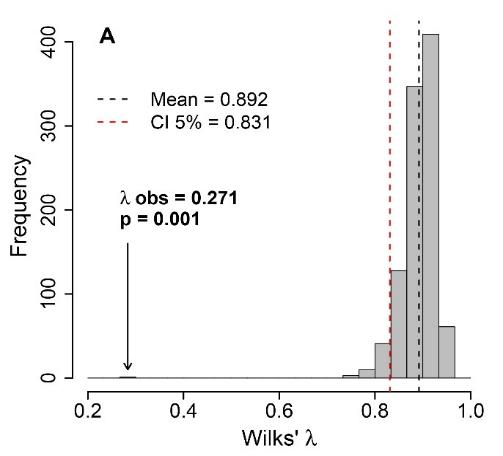 A
Mean = 0.892
CI 5% = 0.831
λ obs = 0.271
p = 0.001
Frequency
400
300
200
100
0
0.2 0.4 0.6 0.8 1.0
Wilks' λ